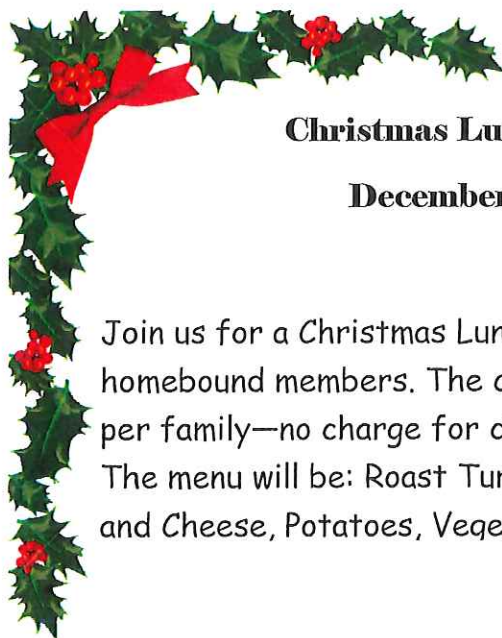 Christmas Lu
December
Join us for a Christmas Lun
homebound members. The c
per family—no charge for c
The menu will be: Roast Tur
and Cheese, Potatoes, Vege